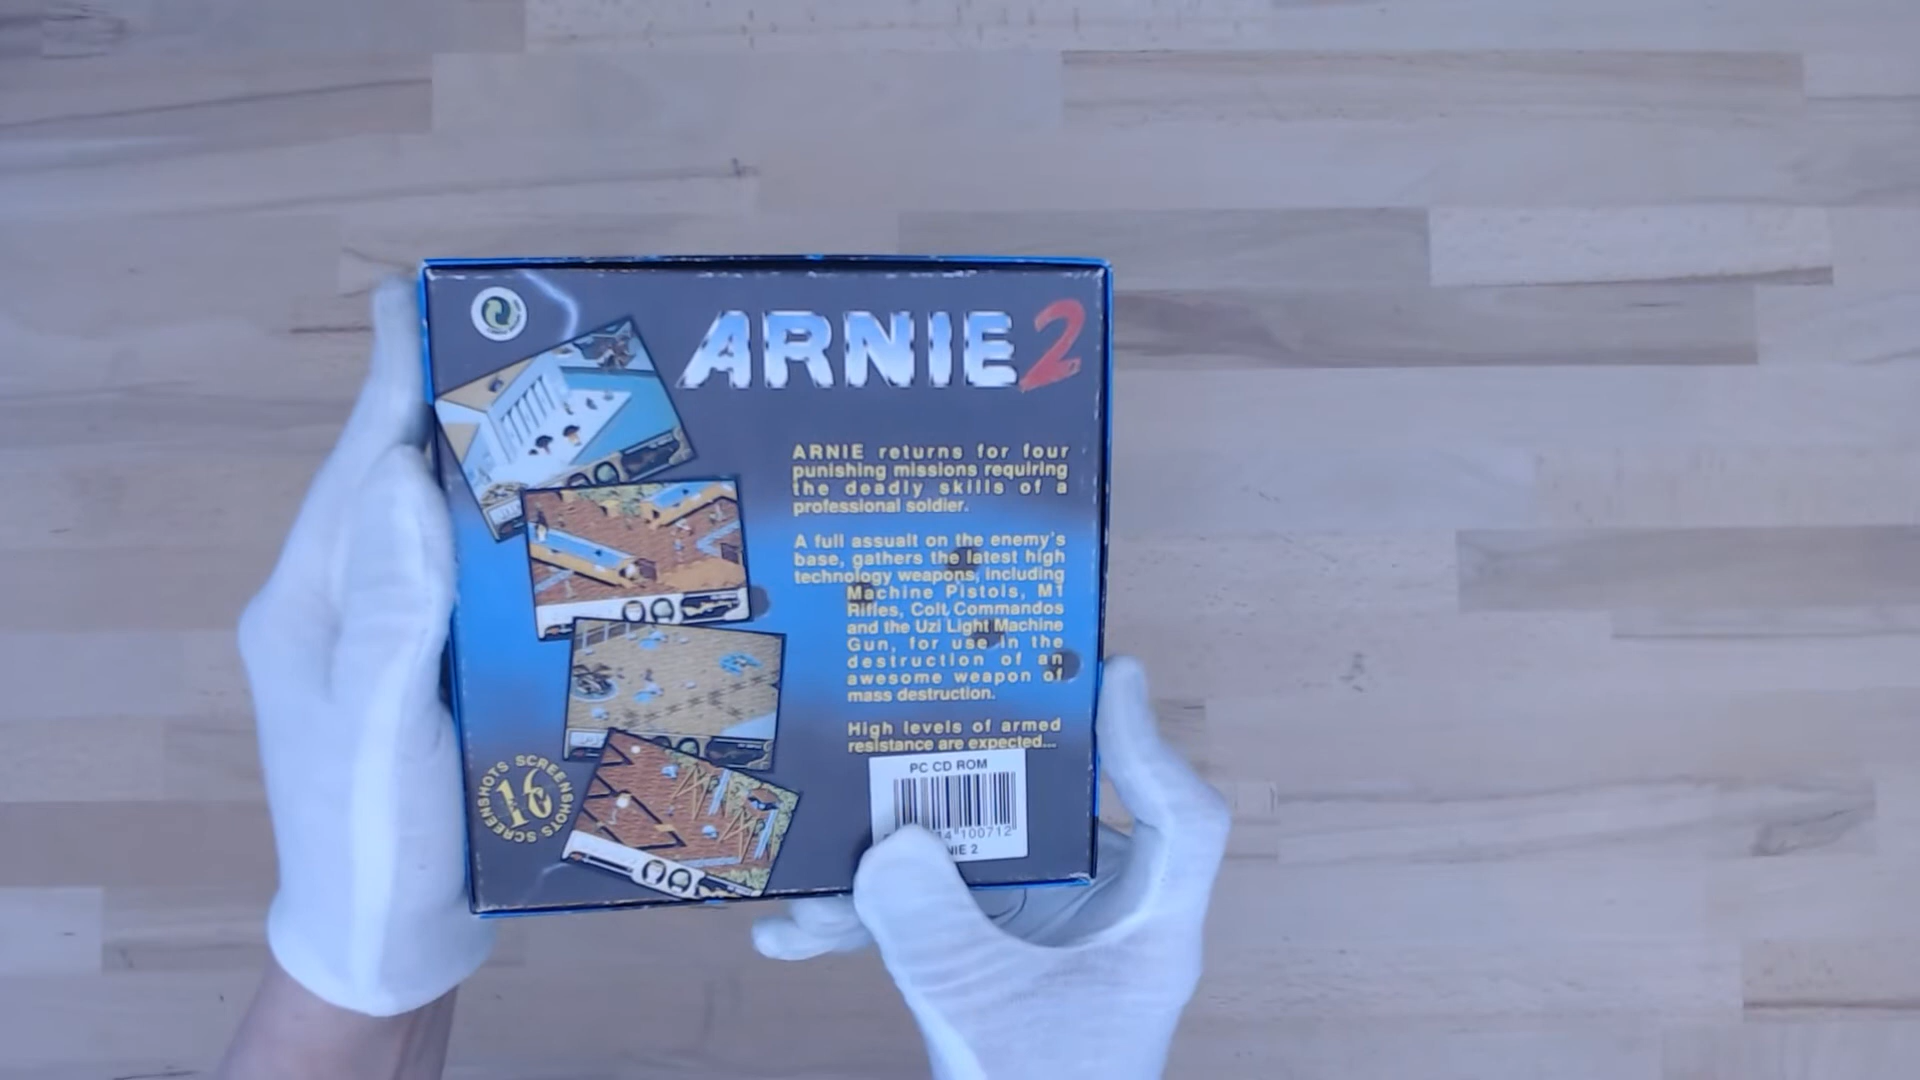 ARNIE 2
ARNIE returns for four
punishing missions requiring
the deadly skills of a
professional soldier.
A full assualt on the enemy's
base, gathers the latest high
technology weapons, including
Machine Pistols, M1
Rifles, Colt Commandos
and the Uzi Light Machine
Gun, for use in the
destruction of an
awesome weapon of
mass destruction.
High levels of armed
resistance are expected...
SCREENSHOTS SCREENSHOTS
16
PC CD ROM
100712
2